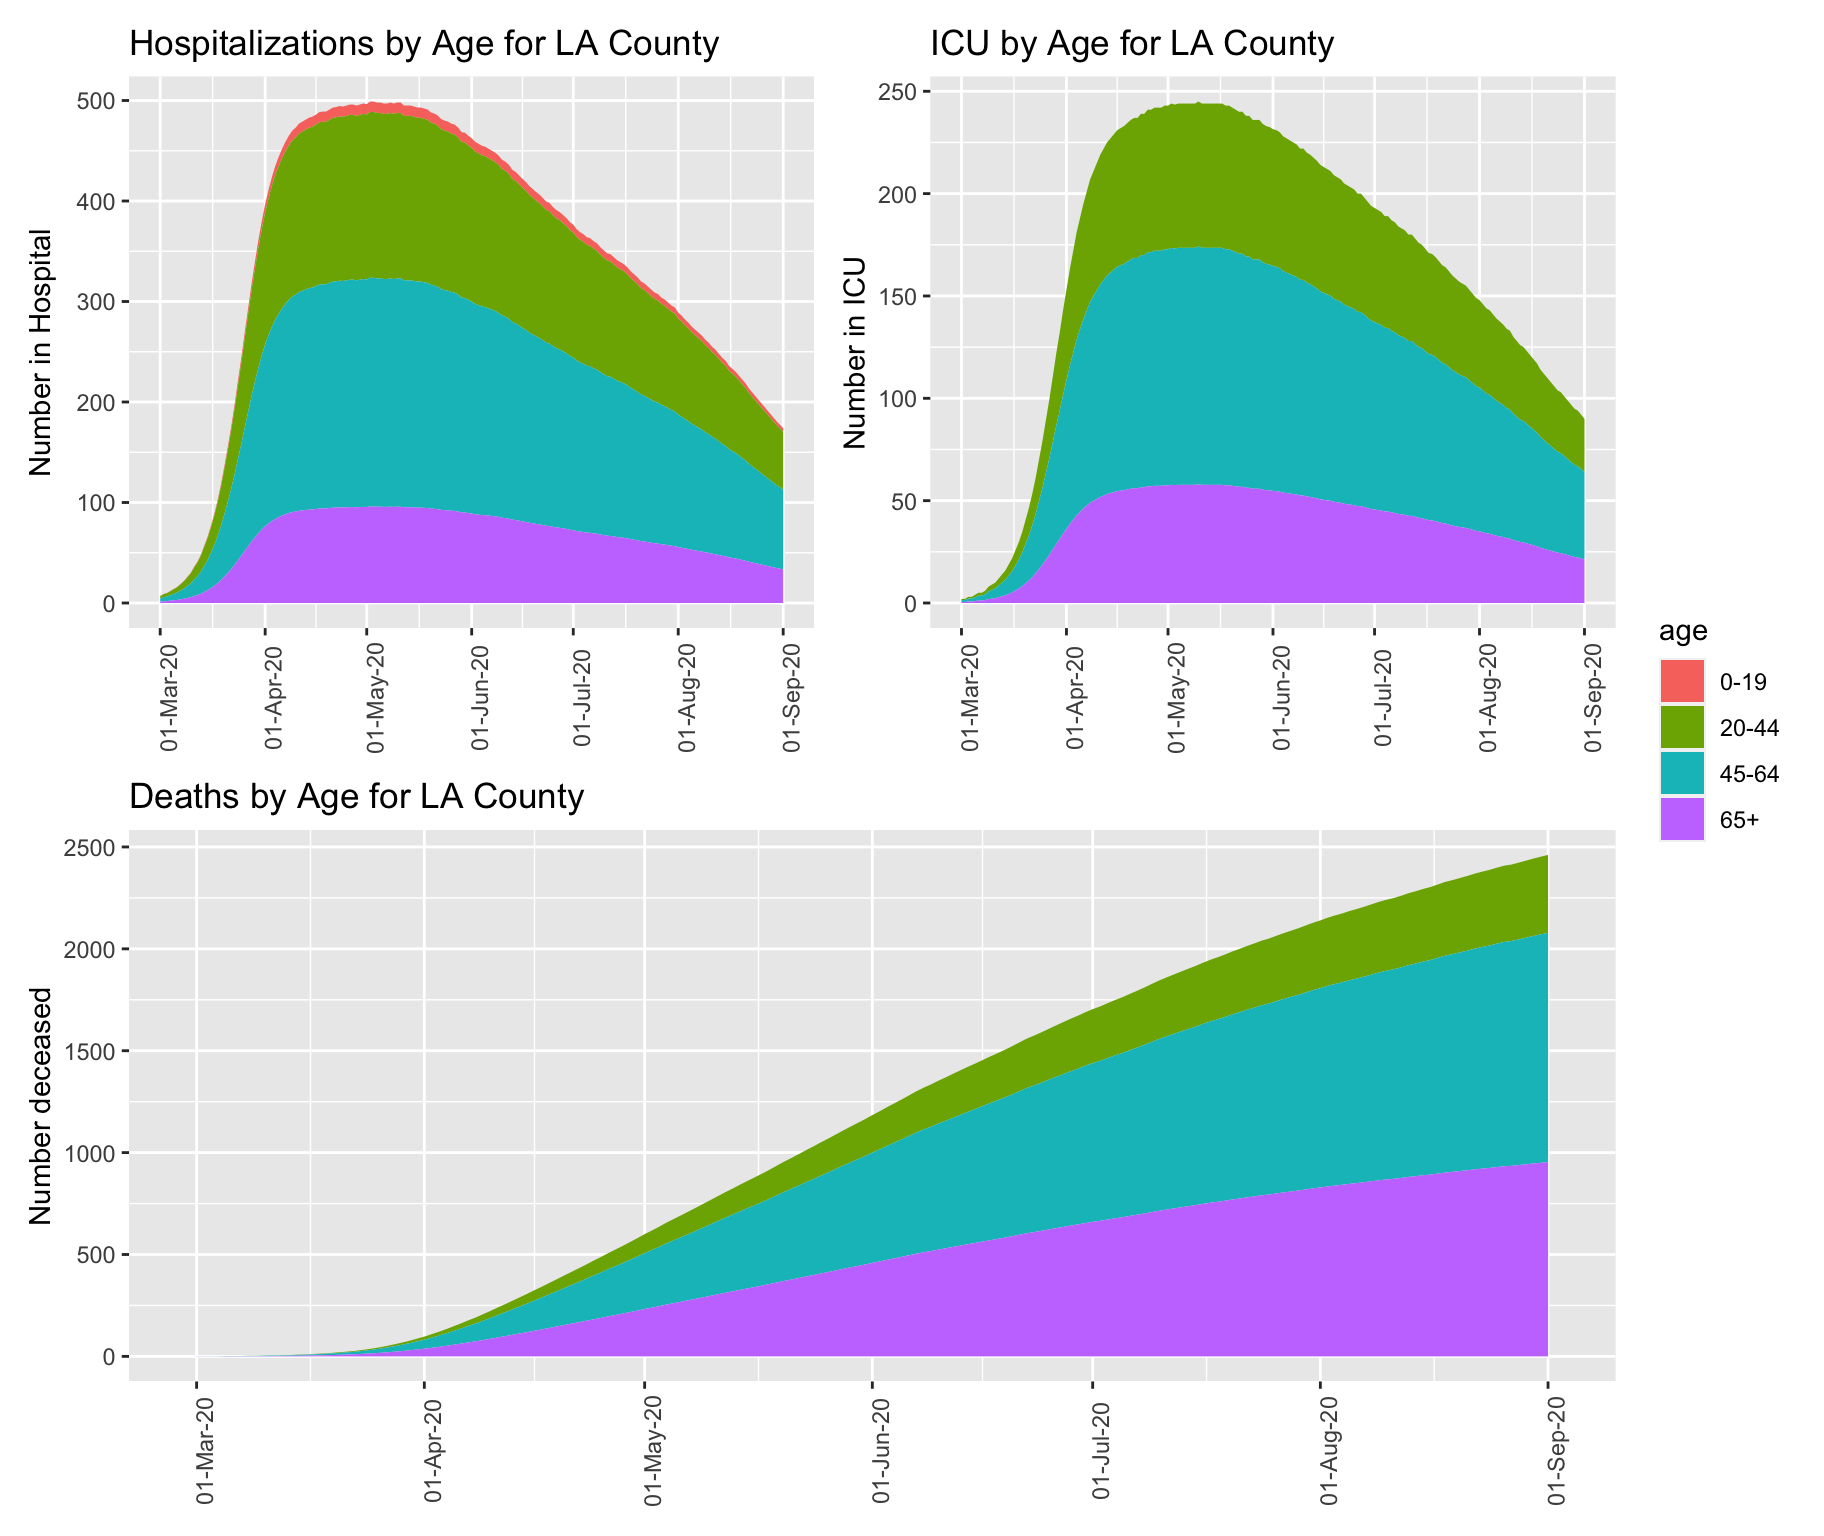 Hospitalizations by Age for LA County
Number in Hospital
500
400
300
200
100
0
01-Mar-20
01-Apr-20
01-May-20
01-Jun-20
01-Jul-20
01-Aug-20
01-Sep-20
ICU by Age for LA County
Number in ICU
250
200
150
100
50
0
01-Mar-20
01-Apr-20
01-May-20
01-Jun-20
01-Jul-20
01-Aug-20
01-Sep-20
age
0-19
20-44
45-64
65+
Deaths by Age for LA County
Number deceased
2500
2000
1500
1000
500
0
01-Mar-20
01-Apr-20
01-May-20
01-Jun-20
01-Jul-20
01-Aug-20
01-Sep-20